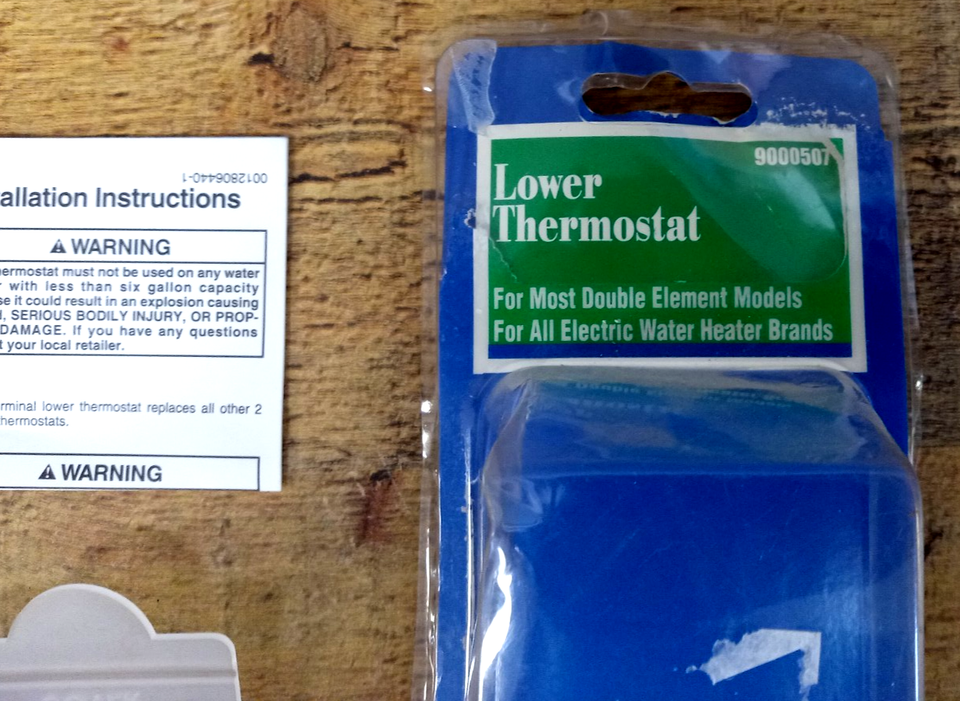 0012806440-1
allation Instructions
WARNING
ermostat must not be used on any water
r with less than six gallon capacity
se it could result in an explosion causing
, SERIOUS BODILY INJURY, OR PROP-
DAMAGE. If you have any questions
t your local retailer.
rminal lower thermostat replaces all other 2
hermostats.
WARNING
9000507
Lower
Thermostat
For Most Double Element Models
For All Electric Water Heater Brands